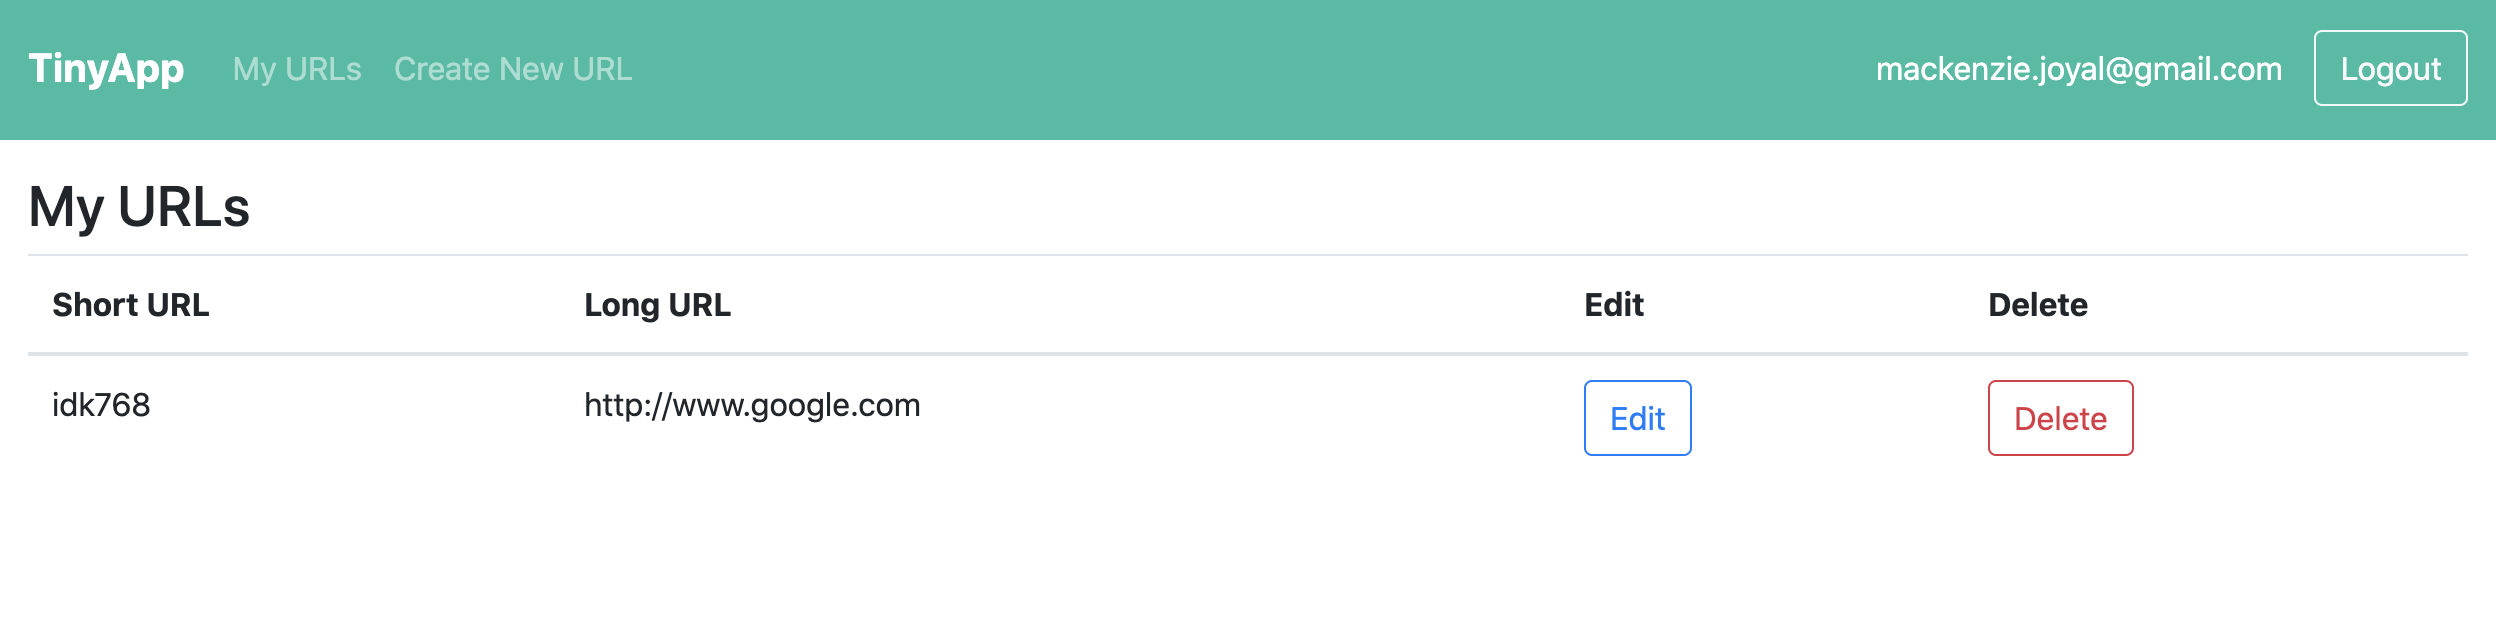 TinyApp My URLs Create New URL mackenzie.joyal@gmail.com Logout
My URLs
Short URL Long URL Edit Delete
idk768 http://www.google.com Edit Delete